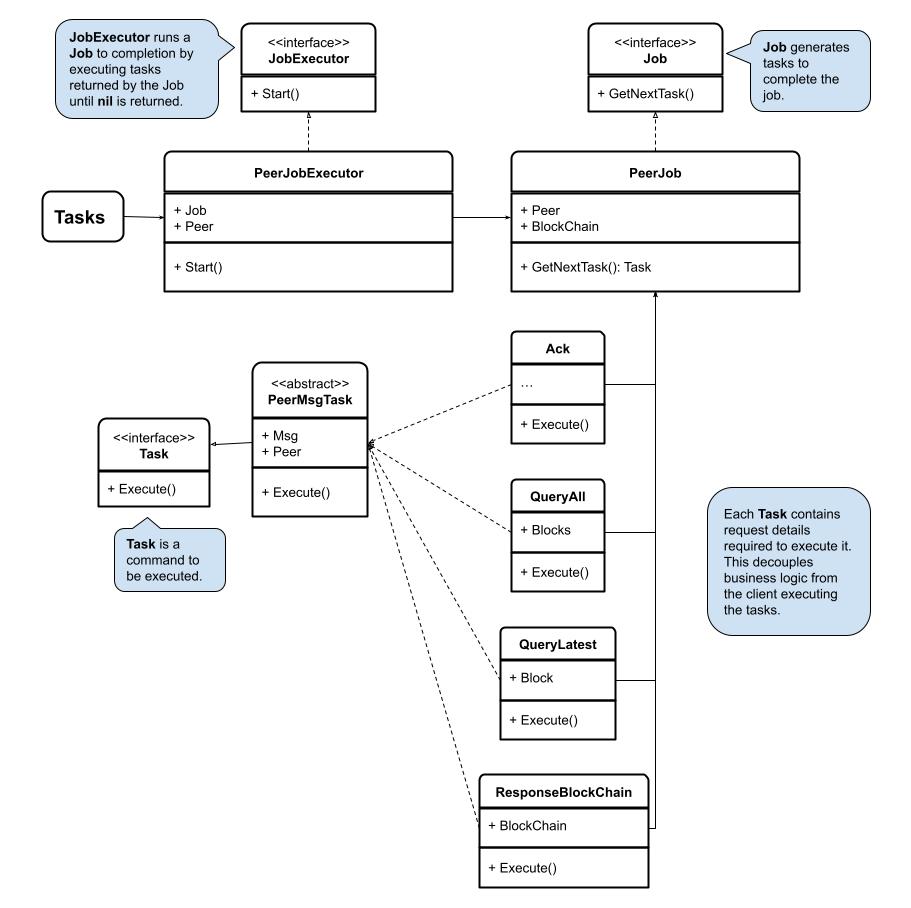 JobExecutor runs a
Job to completion by
executing tasks
returned by the Job
until nil is returned.
<<interface>>
JobExecutor
+ Start()
<<interface>>
Job
+ GetNextTask()
Job generates
tasks to
complete the
job.
Tasks
PeerJobExecutor
+ Job
+ Peer
+ Start()
PeerJob
+ Peer
+ BlockChain
+ GetNextTask(): Task
Ack
...
+ Execute()
<<abstract>>
PeerMsgTask
+ Msg
+ Peer
+ Execute()
<<interface>>
Task
+ Execute()
Task is a
command to
be executed.
QueryAll
+ Blocks
+ Execute()
Each Task contains
request details
required to execute it.
This decouples
business logic from
the client executing
the tasks.
QueryLatest
+ Block
+ Execute()
ResponseBlockChain
+ BlockChain
+ Execute()